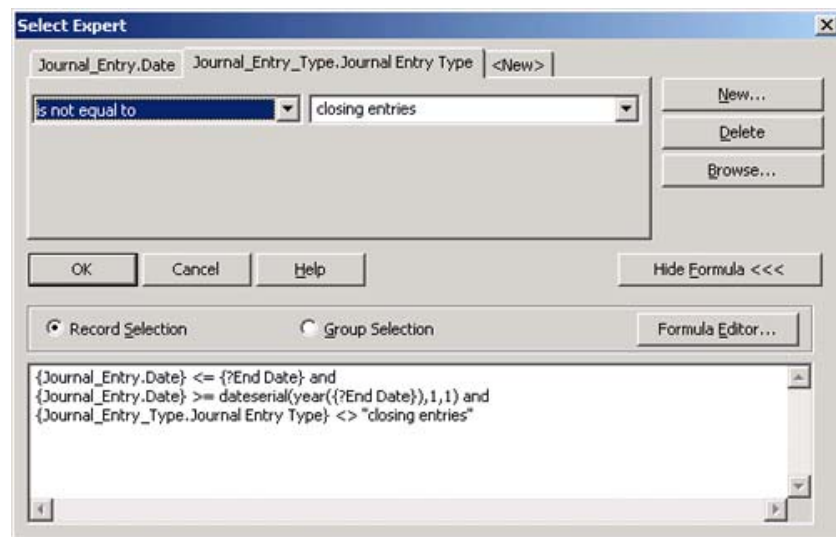 Select Expert
Journal_Entry.Date Journal_Entry_Type.Journal Entry Type <New>
is not equal to closing entries
New...
Delete
Browse...
OK Cancel Help Hide Formula <<<
Record Selection Group Selection Formula Editor...
{Journal_Entry.Date} <= {?End Date} and
{Journal_Entry.Date} >= dateserial(year({?End Date}),1,1) and
{Journal_Entry_Type.Journal Entry Type} <> "closing entries"